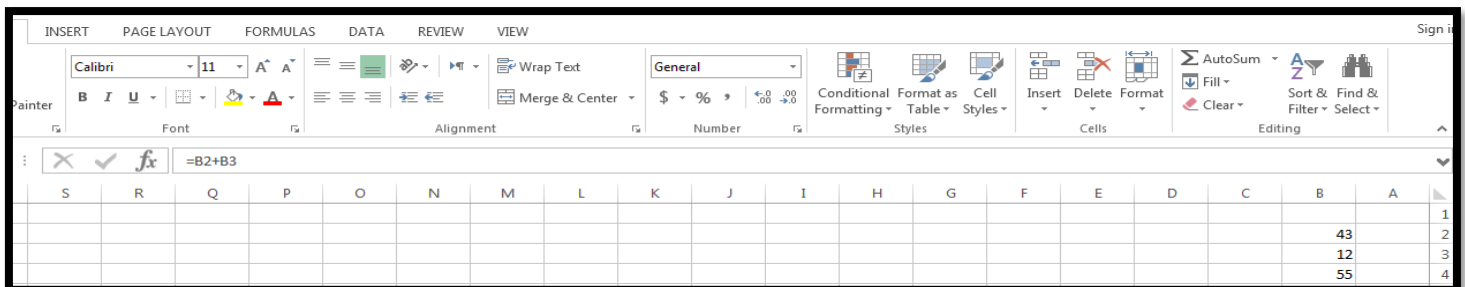 INSERT PAGE LAYOUT FORMULAS DATA REVIEW VIEW Sign i
Calibri 11 A A Wrap Text General AutoSum
Painter B I U A Merge & Center $ % , .00 .0 Conditional Formatting Format as Table Cell Styles Insert Delete Format Fill Clear Sort & Filter Find & Select
Font Alignment Number Styles Cells Editing
fx =B2+B3
S R Q P O N M L K J I H G F E D C B A
1
43 2
12 3
55 4